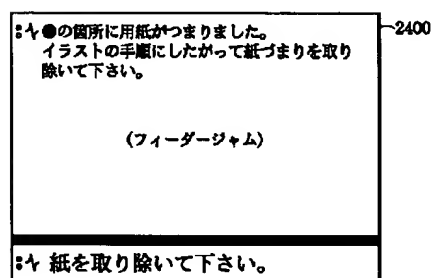 ●の箇所に用紙がつまりました。
イラストの手順にしたがって紙づまりを取り
除いて下さい。
(フィーダージャム)
紙を取り除いて下さい。
2400